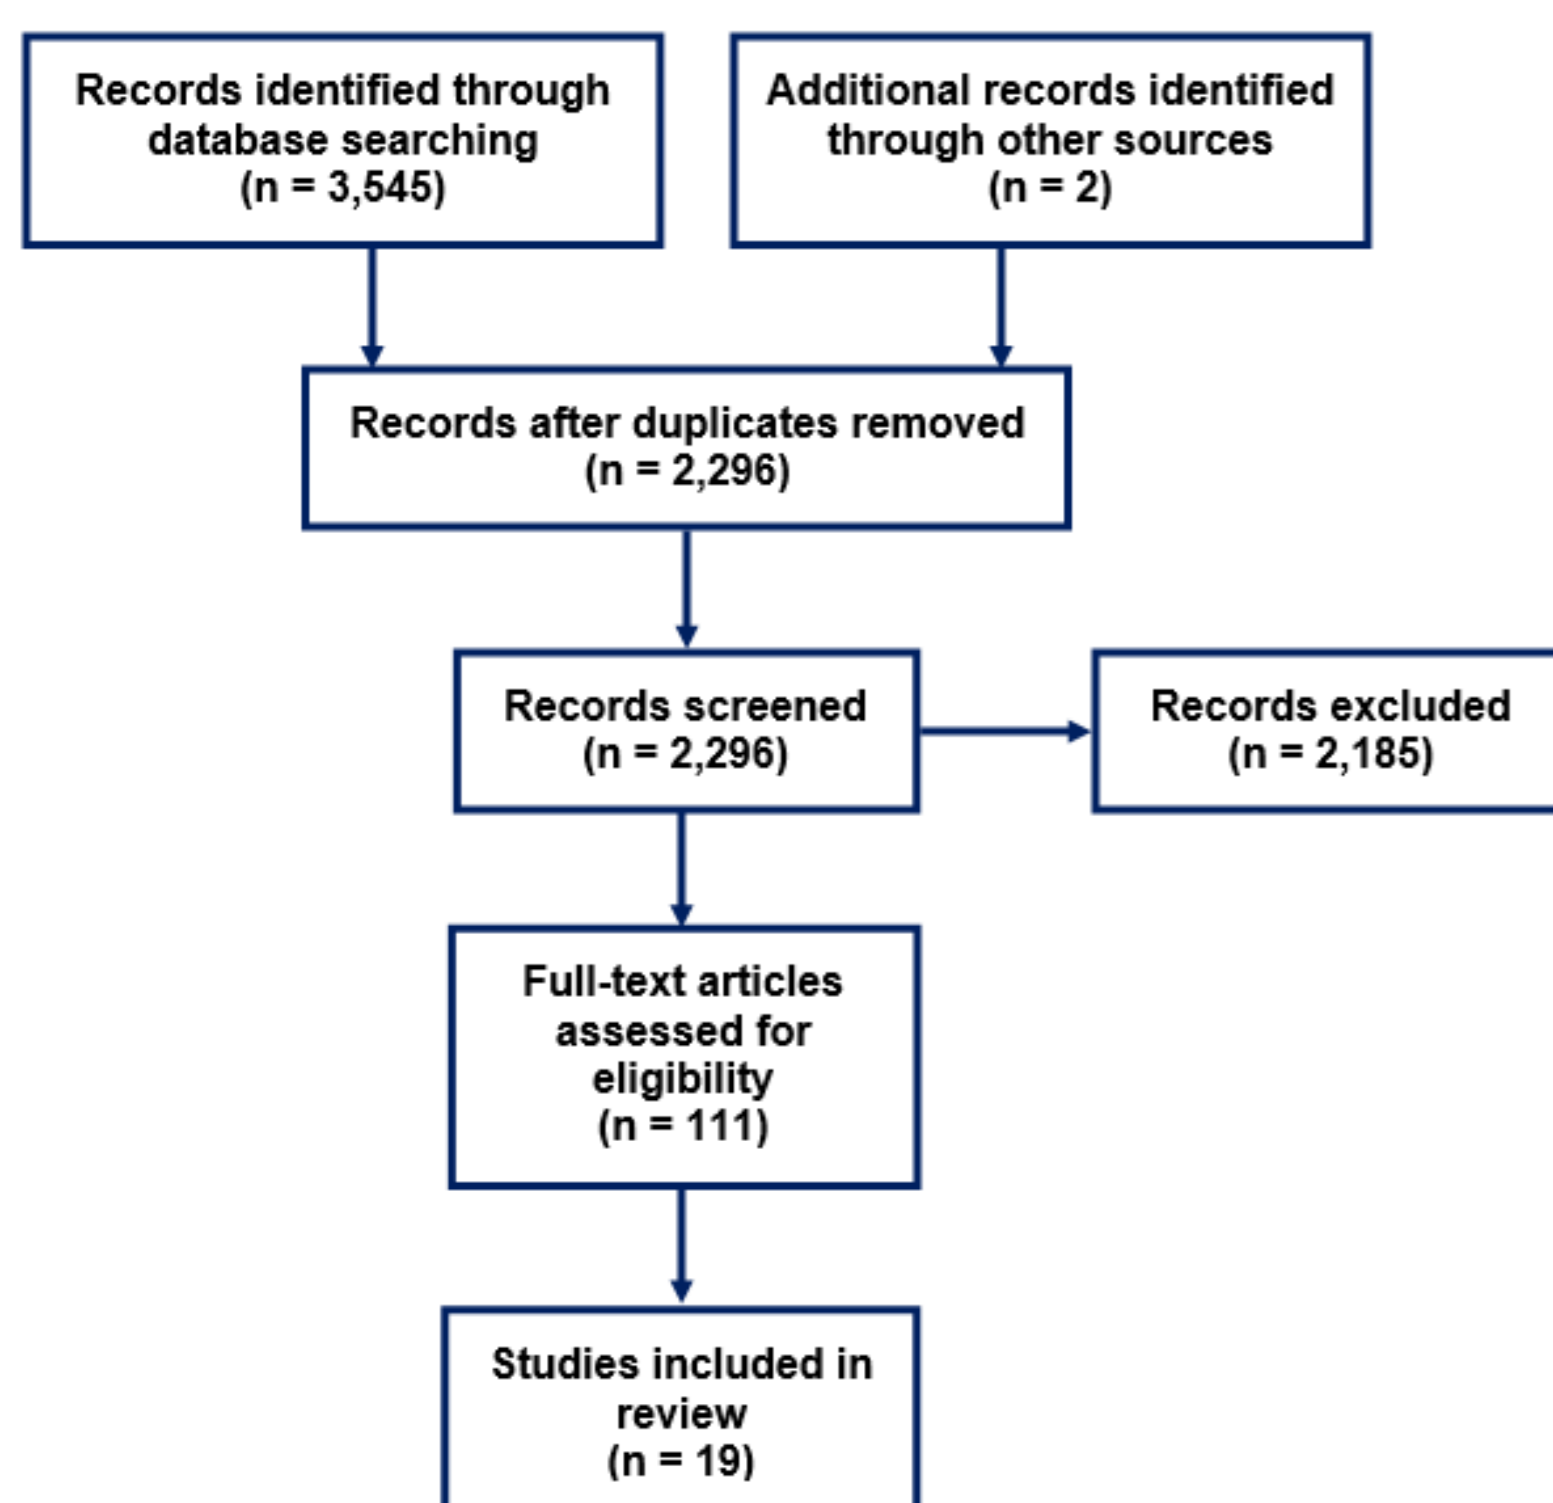 Records identified through
database searching
(n = 3,545)
Additional records identified
through other sources
(n = 2)
Records after duplicates removed
(n = 2,296)
Records screened
(n = 2,296)
Records excluded
(n = 2,185)
Full-text articles
assessed for
eligibility
(n = 111)
Studies included in
review
(n = 19)